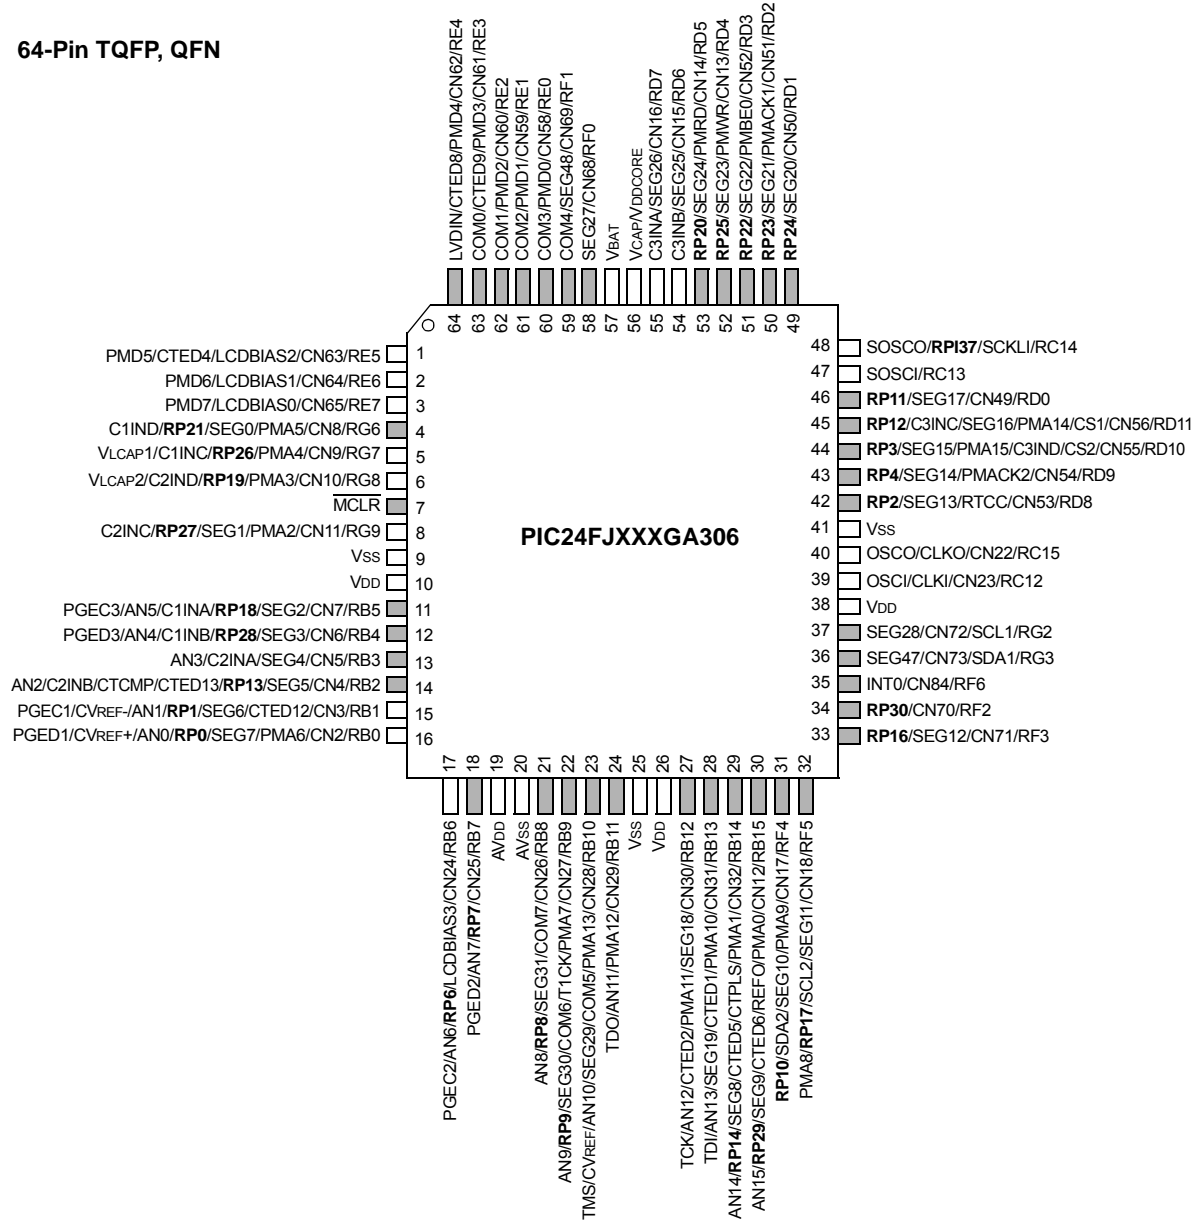 64-Pin TQFP, QFN
LVDIN/CTED8/PMD4/CN62/RE4
COM0/CTED9/PMD3/CN61/RE3
COM1/PMD2/CN60/RE2
COM2/PMD1/CN59/RE1
COM3/PMD0/CN58/RE0
COM4/SEG48/CN69/RF1
SEG27/CN68/RF0
VBAT
VCAP/VDDCORE
C3INA/SEG26/CN16/RD7
C3INB/SEG25/CN15/RD6
RP20/SEG24/PMRD/CN14/RD5
RP25/SEG23/PMWR/CN13/RD4
RP22/SEG22/PMBE0/CN52/RD3
RP23/SEG21/PMACK1/CN51/RD2
RP24/SEG20/CN50/RD1
64 63 62 61 60 59 58 57 56 55 54 53 52 51 50 49
PMD5/CTED4/LCDBIAS2/CN63/RE5 1
PMD6/LCDBIAS1/CN64/RE6 2
PMD7/LCDBIAS0/CN65/RE7 3
C1IND/RP21/SEG0/PMA5/CN8/RG6 4
VLCAP1/C1INC/RP26/PMA4/CN9/RG7 5
VLCAP2/C2IND/RP19/PMA3/CN10/RG8 6
MCLR 7
C2INC/RP27/SEG1/PMA2/CN11/RG9 8
VSS 9
VDD 10
PGEC3/AN5/C1INA/RP18/SEG2/CN7/RB5 11
PGED3/AN4/C1INB/RP28/SEG3/CN6/RB4 12
AN3/C2INA/SEG4/CN5/RB3 13
AN2/C2INB/CTCMP/CTED13/RP13/SEG5/CN4/RB2 14
PGEC1/CVREF-/AN1/RP1/SEG6/CTED12/CN3/RB1 15
PGED1/CVREF+/AN0/RP0/SEG7/PMA6/CN2/RB0 16
PIC24FJXXXGA306
48 SOSCO/RPI37/SCKLI/RC14
47 SOSCI/RC13
46 RP11/SEG17/CN49/RD0
45 RP12/C3INC/SEG16/PMA14/CS1/CN56/RD11
44 RP3/SEG15/PMA15/C3IND/CS2/CN55/RD10
43 RP4/SEG14/PMACK2/CN54/RD9
42 RP2/SEG13/RTCC/CN53/RD8
41 VSS
40 OSCO/CLKO/CN22/RC15
39 OSCI/CLKI/CN23/RC12
38 VDD
37 SEG28/CN72/SCL1/RG2
36 SEG47/CN73/SDA1/RG3
35 INT0/CN84/RF6
34 RP30/CN70/RF2
33 RP16/SEG12/CN71/RF3
17 18 19 20 21 22 23 24 25 26 27 28 29 30 31 32
PGEC2/AN6/RP6/LCDBIAS3/CN24/RB6
PGED2/AN7/RP7/CN25/RB7
AVDD
AVSS
AN8/RP8/SEG31/COM7/CN26/RB8
AN9/RP9/SEG30/COM6/T1CK/PMA7/CN27/RB9
TMS/CVREF/AN10/SEG29/COM5/PMA13/CN28/RB10
TDO/AN11/PMA12/CN29/RB11
VSS
VDD
TCK/AN12/CTED2/PMA11/SEG18/CN30/RB12
TDI/AN13/SEG19/CTED1/PMA10/CN31/RB13
AN14/RP14/SEG8/CTED5/CTPLS/PMA1/CN32/RB14
AN15/RP29/SEG9/CTED6/REFO/PMA0/CN12/RB15
RP10/SDA2/SEG10/PMA9/CN17/RF4
PMA8/RP17/SCL2/SEG11/CN18/RF5